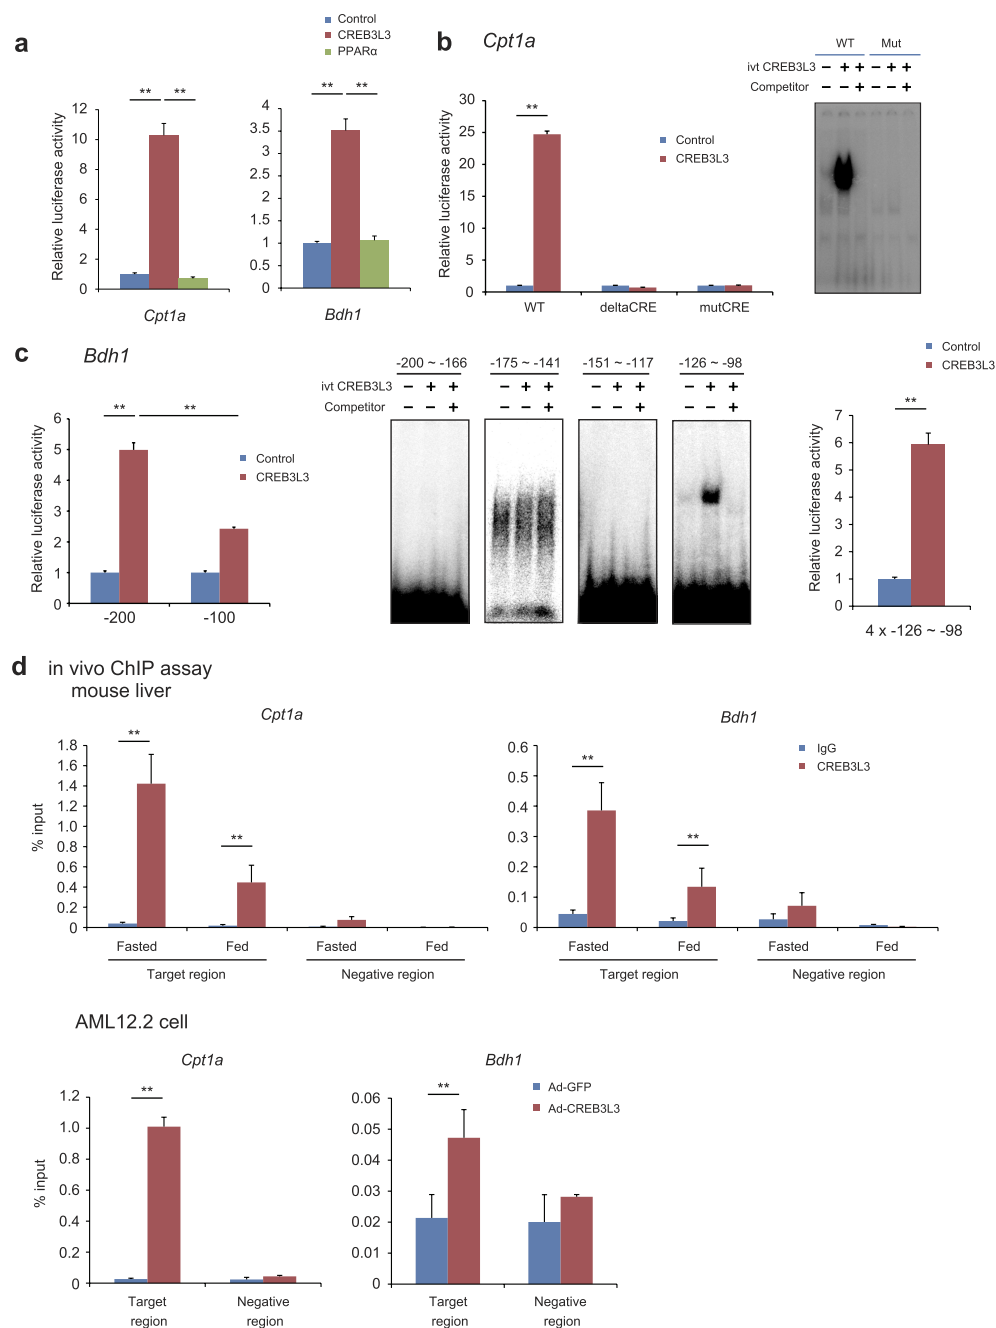 a
Control
CREB3L3
PPARα
**
**
**
**
Relative luciferase activity
12
10
8
6
4
2
0
Cpt1a
Relative luciferase activity
4
3.5
3
2.5
2
1.5
1
0.5
0
Bdh1
b
Cpt1a
Relative luciferase activity
30
25
20
15
10
5
0
**
Control
CREB3L3
WT
deltaCRE
mutCRE
WT Mut
ivt CREB3L3 − + + − + +
Competitor + +
c
Bdh1
Relative luciferase activity
6
5
4
3
2
1
0
**
**
Control
CREB3L3
-200
-100
-200 ~ -166 -175 ~ -141 -151 ~ -117 -126 ~ -98
ivt CREB3L3 − + + − + + − + + − + +
Competitor + + + +
Control
CREB3L3
**
Relative luciferase activity
7
6
5
4
3
2
1
0
4 x -126 ~ -98
d
in vivo ChIP assay
mouse liver
Cpt1a
% input
1.8
1.6
1.4
1.2
1.0
0.8
0.6
0.4
0.2
0
**
**
Fasted Fed Fasted Fed
Target region Negative region
Bdh1
IgG
CREB3L3
0.6
0.5
0.4
0.3
0.2
0.1
0
**
**
Fasted Fed Fasted Fed
Target region Negative region
AML12.2 cell
Cpt1a
% input
1.2
1.0
0.8
0.6
0.4
0.2
0
**
Target
region
Negative
region
Bdh1
Ad-GFP
Ad-CREB3L3
0.06
0.05
0.04
0.03
0.02
0.01
0
**
Target
region
Negative
region